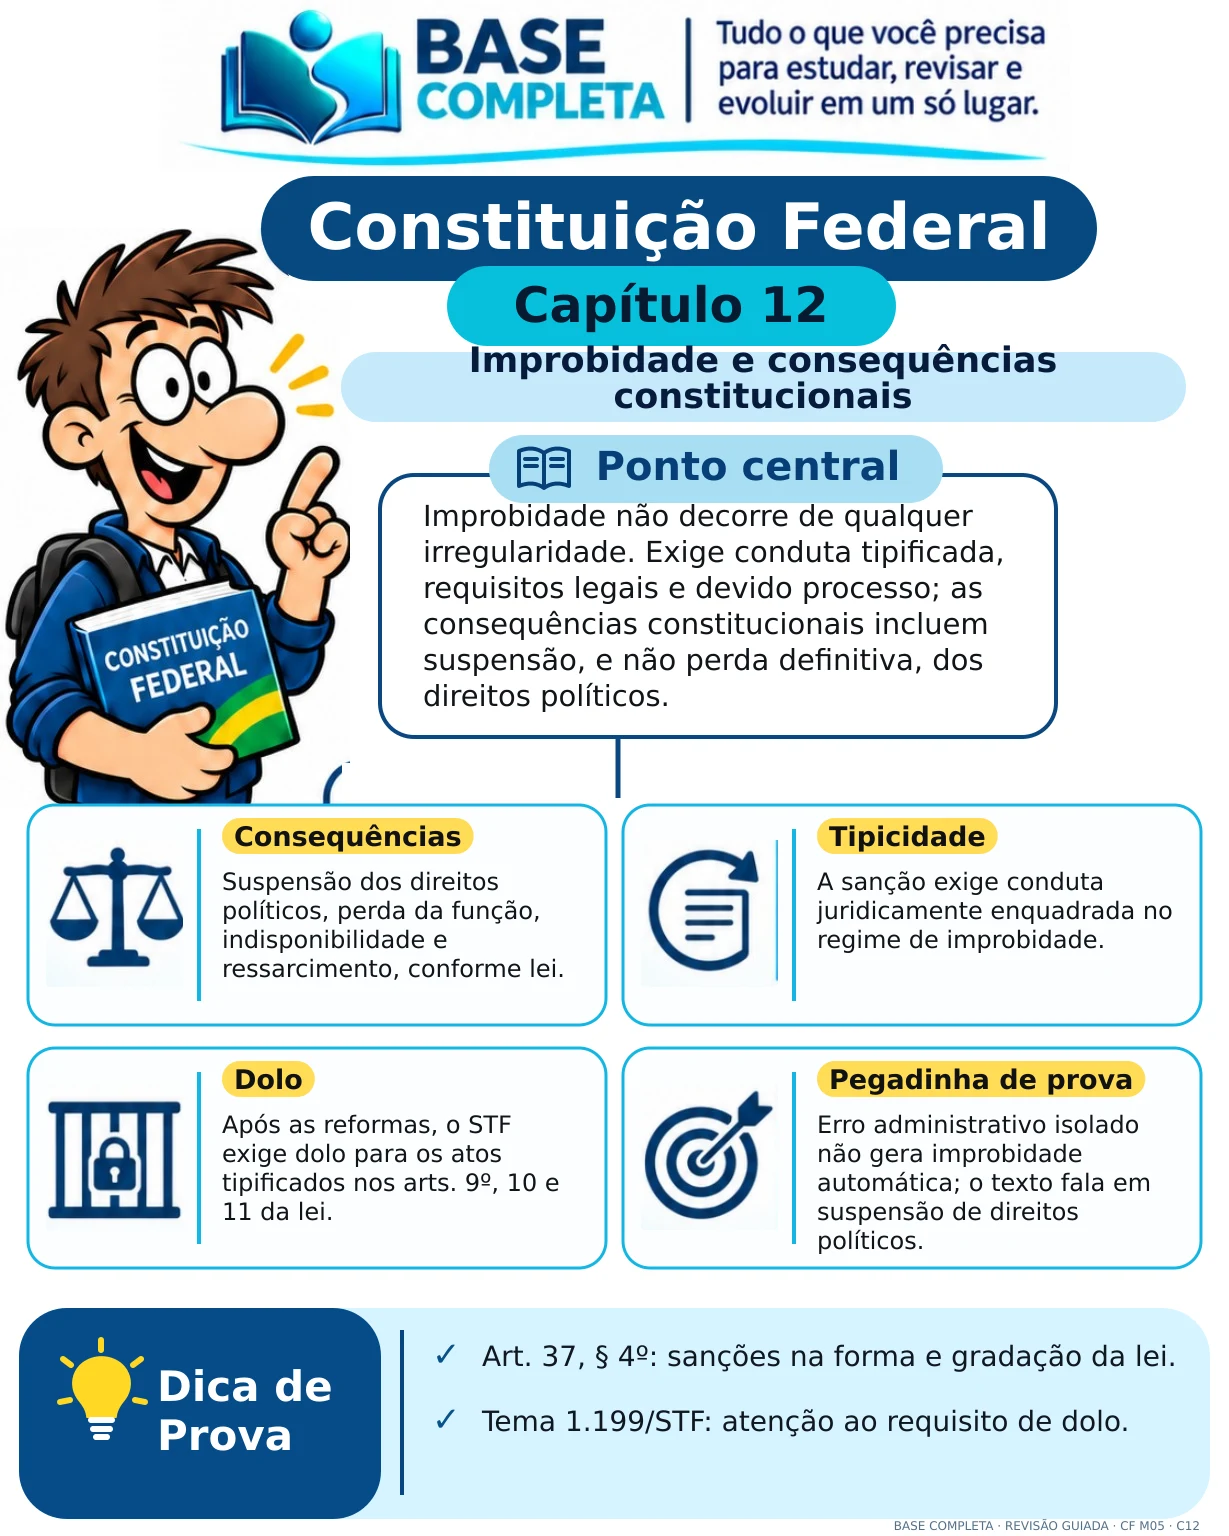 BASE
COMPLETA
Tudo o que você precisa
para estudar, revisar e
evoluir em um só lugar.
Constituição Federal
Capítulo 12
Improbidade e consequências
constitucionais
CONSTITUIÇÃO
FEDERAL
Ponto central
Improbidade não decorre de qualquer
irregularidade. Exige conduta tipificada,
requisitos legais e devido processo; as
consequências constitucionais incluem
suspensão, e não perda definitiva, dos
direitos políticos.
Consequências
Suspensão dos direitos
políticos, perda da função,
indisponibilidade e
ressarcimento, conforme lei.
Tipicidade
A sanção exige conduta
juridicamente enquadrada no
regime de improbidade.
Dolo
Após as reformas, o STF
exige dolo para os atos
tipificados nos arts. 9º, 10 e
11 da lei.
Pegadinha de prova
Erro administrativo isolado
não gera improbidade
automática; o texto fala em
suspensão de direitos
políticos.
Dica de
Prova
✓ Art. 37, § 4º: sanções na forma e gradação da lei.
✓ Tema 1.199/STF: atenção ao requisito de dolo.
BASE COMPLETA · REVISÃO GUIADA · CF M05 · C12